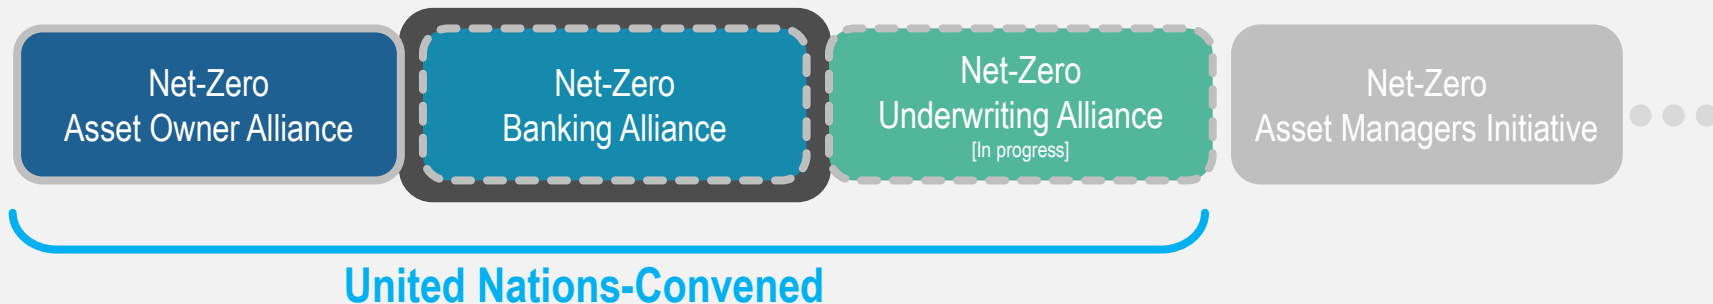 Net-Zero
Asset Owner Alliance
Net-Zero
Banking Alliance
Net-Zero
Underwriting Alliance
[In progress]
Net-Zero
Asset Managers Initiative
United Nations-Convened